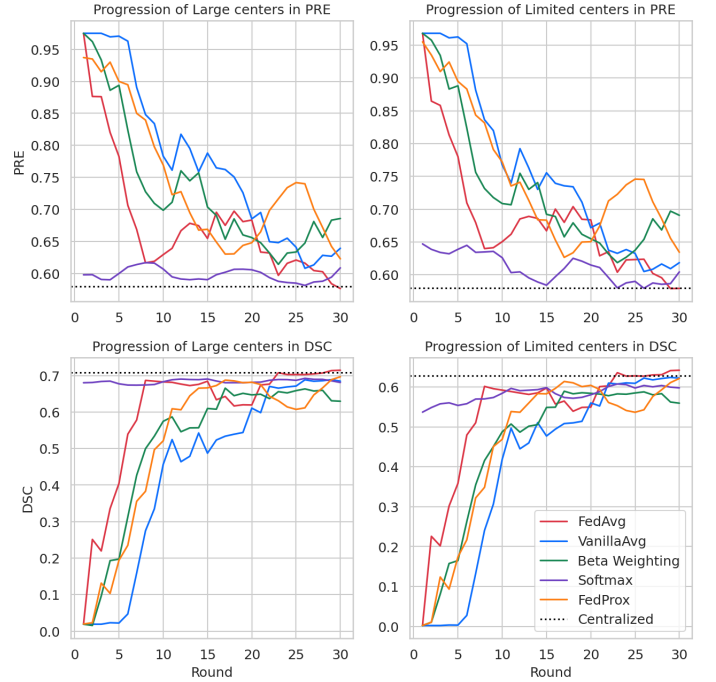 Progression of Large centers in PRE
Progression of Limited centers in PRE
PRE
0.95
0.90
0.85
0.80
0.75
0.70
0.65
0.60
0 5 10 15 20 25 30
0.95
0.90
0.85
0.80
0.75
0.70
0.65
0.60
0 5 10 15 20 25 30
Progression of Large centers in DSC
Progression of Limited centers in DSC
DSC
0.7
0.6
0.5
0.4
0.3
0.2
0.1
0.0
0 5 10 15 20 25 30
Round
0.6
0.5
0.4
0.3
0.2
0.1
0.0
FedAvg
VanillaAvg
Beta Weighting
Softmax
FedProx
Centralized
0 5 10 15 20 25 30
Round